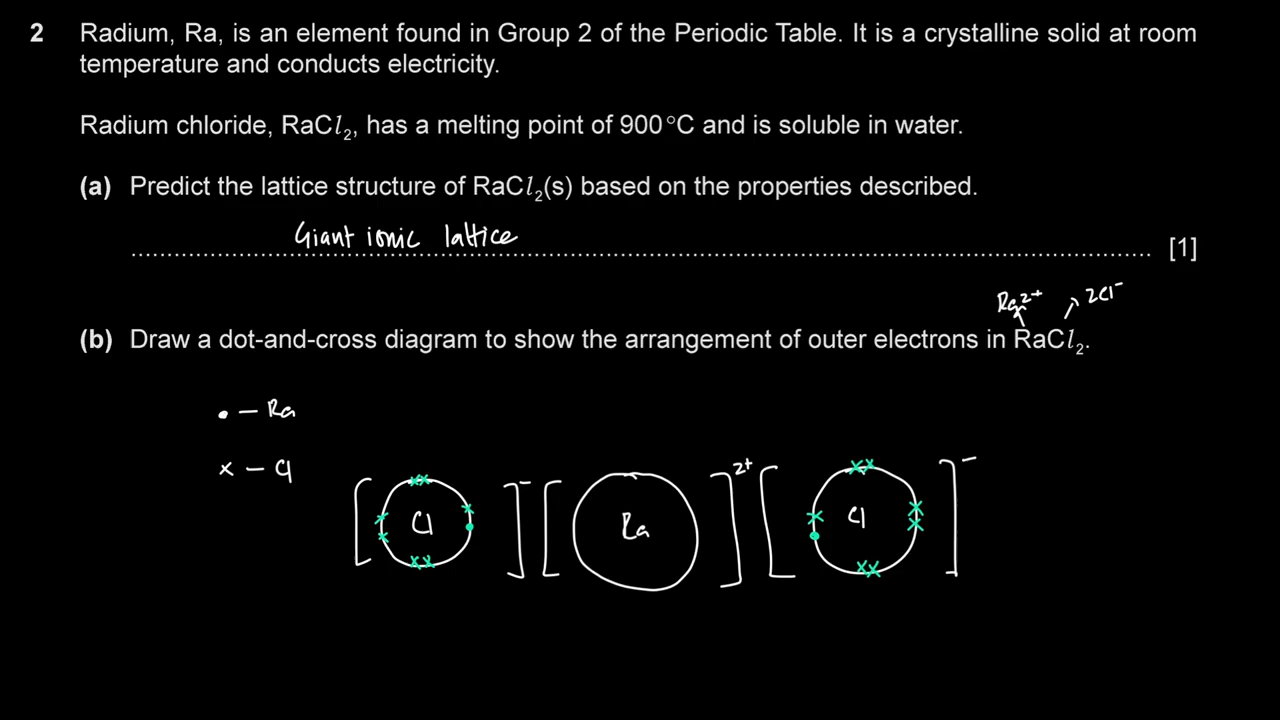 2 Radium, Ra, is an element found in Group 2 of the Periodic Table. It is a crystalline solid at room
temperature and conducts electricity.
Radium chloride, RaCl₂, has a melting point of 900 °C and is soluble in water.
(a) Predict the lattice structure of RaCl₂(s) based on the properties described.
Giant ionic lattice
[1]
Ra²⁺ 2Cl⁻
(b) Draw a dot-and-cross diagram to show the arrangement of outer electrons in RaCl₂.
• – Ra
x – Cl
[Cl]⁻ [Ra]²⁺ [Cl]⁻